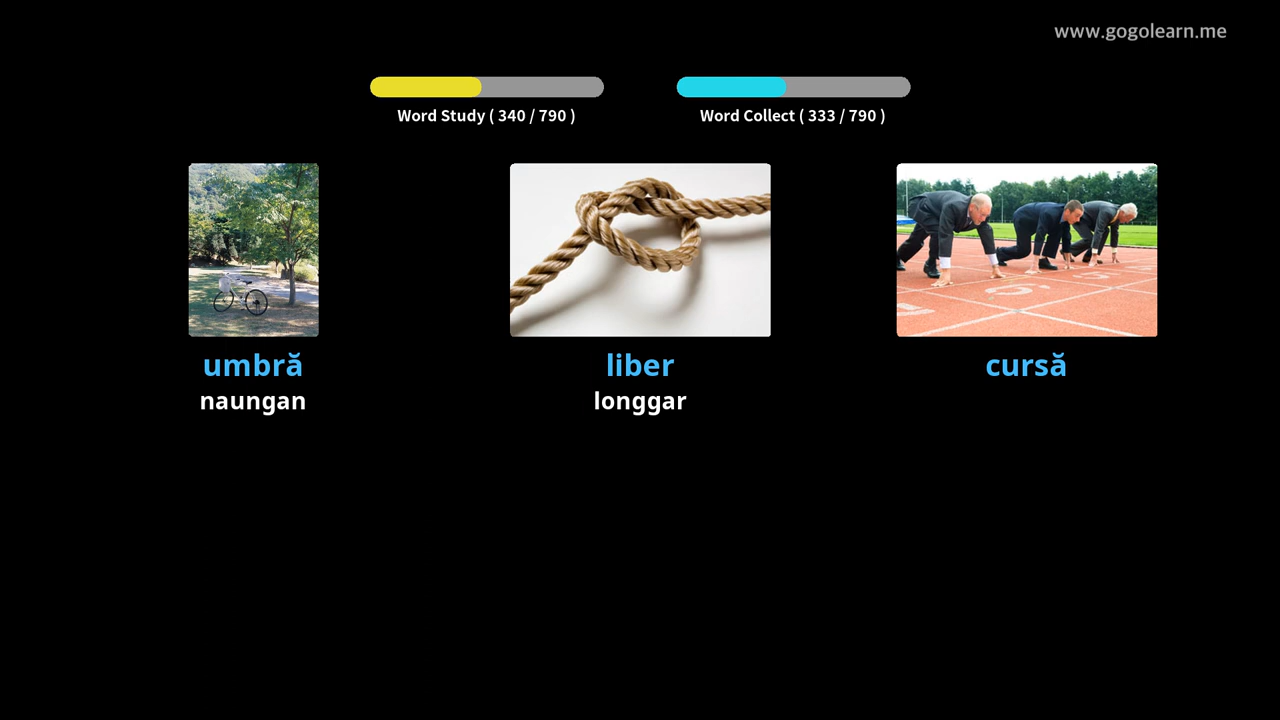 www.gogolearn.me
Word Study ( 340 / 790 )
Word Collect ( 333 / 790 )
umbră
naungan
liber
longgar
cursă